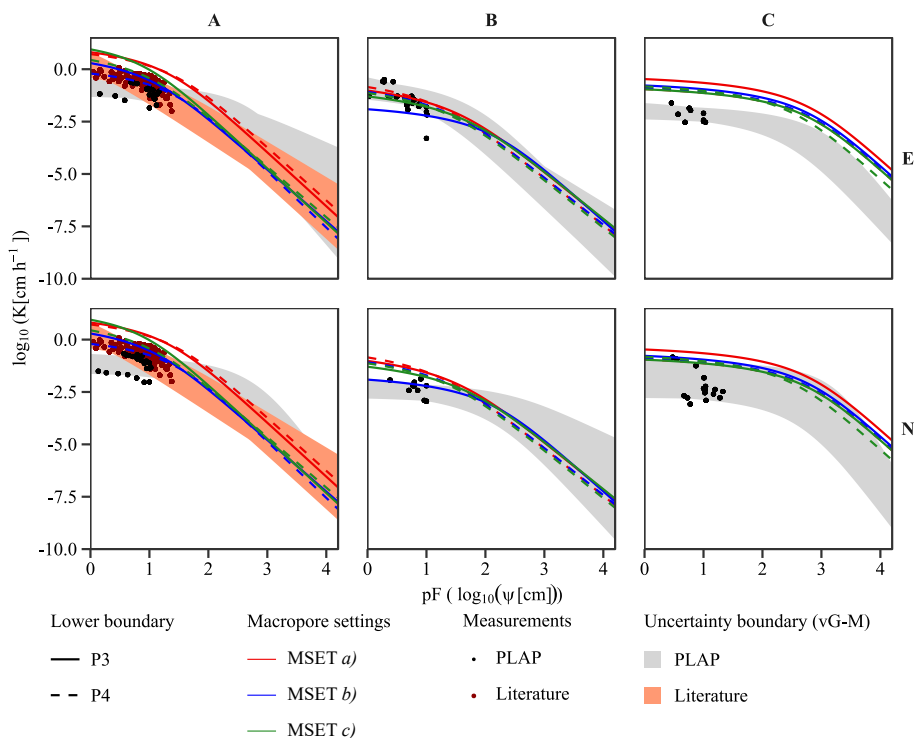 A B C
0.0
-2.5
-5.0
-7.5
-10.0
E
0.0
-2.5
-5.0
-7.5
-10.0
N
log₁₀ (K[cm h⁻¹])
0 1 2 3 4 0 1 2 3 4 0 1 2 3 4
pF ( log₁₀(ψ[cm]))
Lower boundary Macropore settings Measurements Uncertainty boundary (vG-M)
P3 MSET a) PLAP PLAP
P4 MSET b) Literature Literature
MSET c)